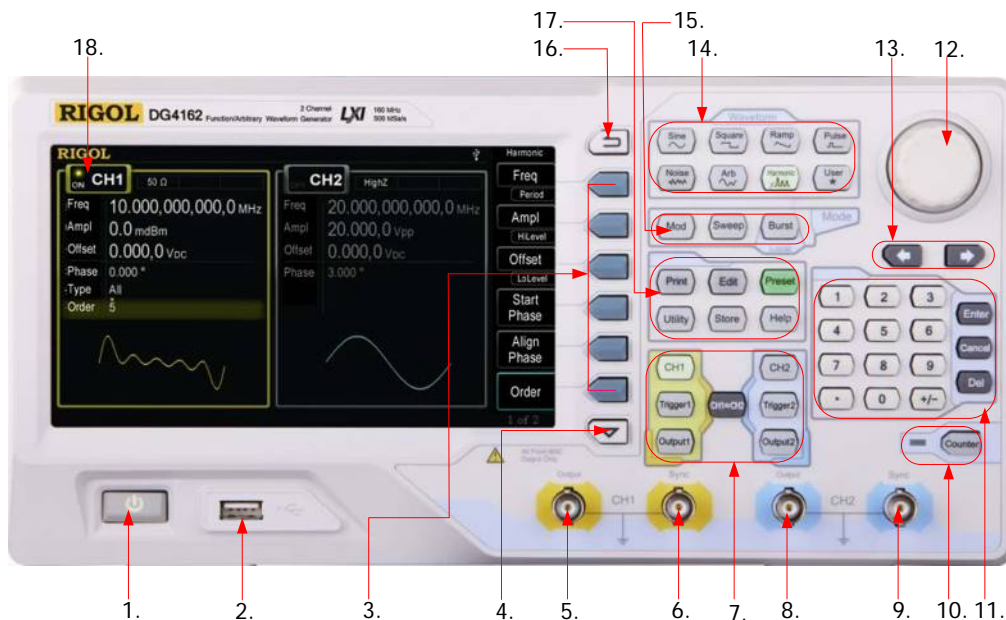 17.
15.
18.
16.
14.
13.
12.
RIGOL DG4162 Function/Arbitrary Waveform Generator
2 Channel
LXI
160 MHz
500 MSa/s
Waveform
Sine
Square
Ramp
Pulse
Noise
Arb
Harmonic
User
RIGOL
Harmonic
ON CH1 50 Ω
Freq 10.000,000,000,0 MHz
Ampl 0.0 mdBm
Offset 0.000,0 VDC
Phase 0.000 °
Type All
Order 5
CH2 HighZ
Freq 20.000,000,000,0 MHz
Ampl 20.000,0 Vpp
Offset 0.000,0 VDC
Phase 3.000 °
Freq
Period
Ampl
HiLevel
Offset
LoLevel
Start
Phase
Align
Phase
Order
1 of 2
Mod
Sweep
Burst
Mode
Print
Edit
Preset
Utility
Store
Help
1
2
3
Enter
4
5
6
Cancel
7
8
9
Del
.
0
+/-
CH1
CH2
Trigger1
CH1⇌CH2
Trigger2
Output1
Output2
Counter
Output
CH1
Sync
Output
CH2
Sync
1.
2.
3.
4.
5.
6.
7.
8.
9.
10.
11.